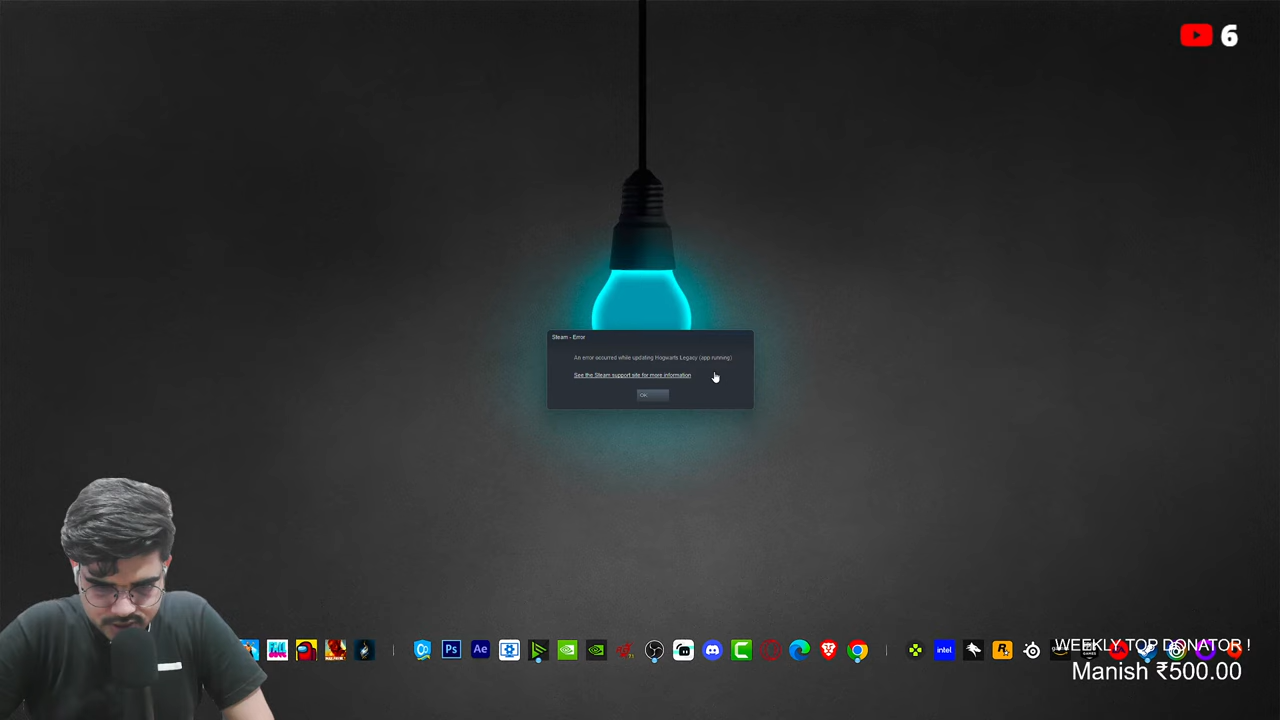 6
Steam - Error
An error occurred while updating Hogwarts Legacy (app running)
See the Steam support site for more information
OK
Ps
Ae
intel
R
WEEKLY TOP DONATOR !
Manish ₹500.00